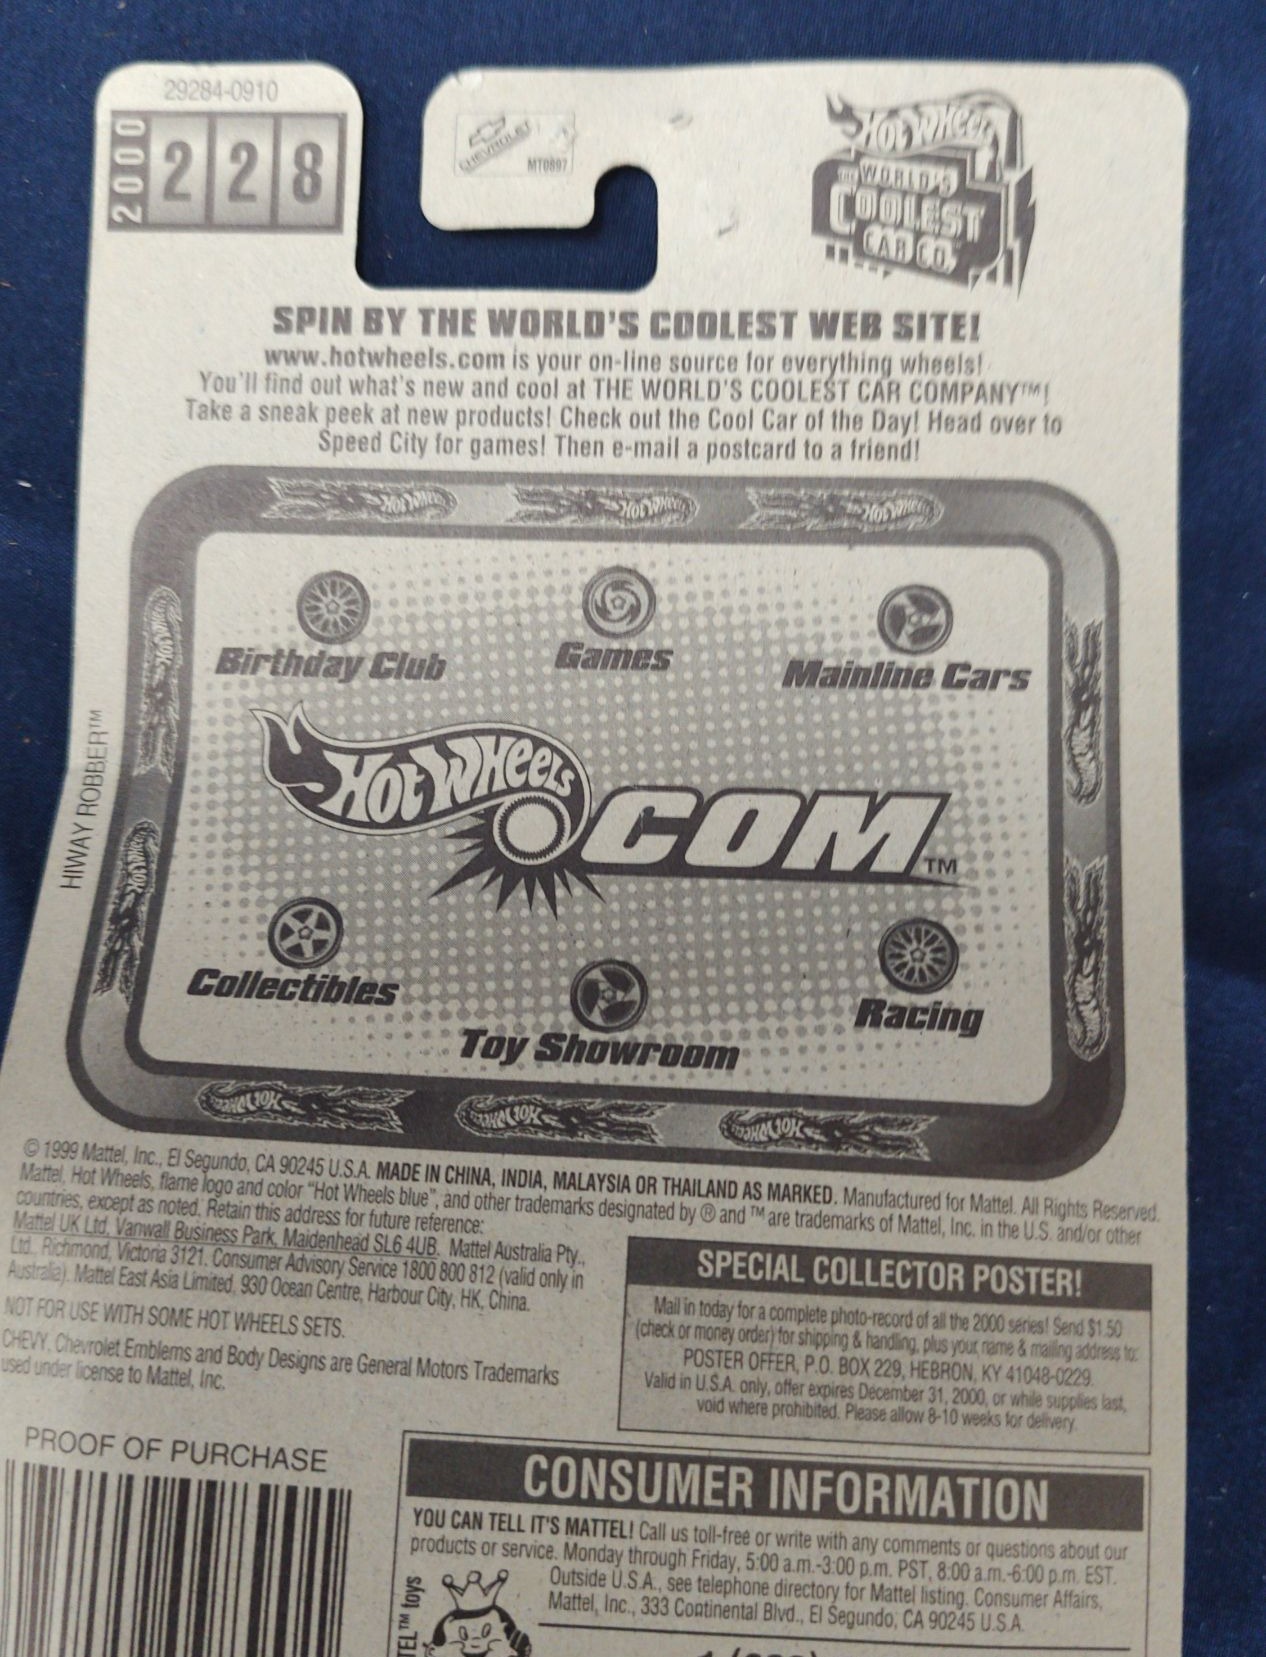 29284-0910
2000 228
CHEVROLET
MT0897
Hot Wheels
THE WORLD'S
COOLEST
CAR CO.
SPIN BY THE WORLD'S COOLEST WEB SITE!
www.hotwheels.com is your on-line source for everything wheels!
You'll find out what's new and cool at THE WORLD'S COOLEST CAR COMPANY™!
Take a sneak peek at new products! Check out the Cool Car of the Day! Head over to
Speed City for games! Then e-mail a postcard to a friend!
Hot Wheels Hot Wheels Hot Wheels
Birthday Club Games Mainline Cars
HIWAY ROBBER™
Hot Wheels .COM™
Collectibles Toy Showroom Racing
Hot Wheels Hot Wheels Hot Wheels
© 1999 Mattel, Inc., El Segundo, CA 90245 U.S.A. MADE IN CHINA, INDIA, MALAYSIA OR THAILAND AS MARKED. Manufactured for Mattel. All Rights Reserved.
Mattel, Hot Wheels, flame logo and color “Hot Wheels blue”, and other trademarks designated by ® and ™ are trademarks of Mattel, Inc. in the U.S. and/or other
countries, except as noted. Retain this address for future reference:
Mattel UK Ltd, Vanwall Business Park, Maidenhead SL6 4UB. Mattel Australia Pty.,
Ltd., Richmond, Victoria 3121. Consumer Advisory Service 1800 800 812 (valid only in
Australia). Mattel East Asia Limited, 930 Ocean Centre, Harbour City, HK, China.
NOT FOR USE WITH SOME HOT WHEELS SETS.
CHEVY, Chevrolet Emblems and Body Designs are General Motors Trademarks
used under license to Mattel, Inc.
SPECIAL COLLECTOR POSTER!
Mail in today for a complete photo-record of all the 2000 series! Send $1.50
(check or money order) for shipping & handling, plus your name & mailing address to:
POSTER OFFER, P.O. BOX 229, HEBRON, KY 41048-0229.
Valid in U.S.A. only, offer expires December 31, 2000, or while supplies last,
void where prohibited. Please allow 8-10 weeks for delivery.
PROOF OF PURCHASE
CONSUMER INFORMATION
YOU CAN TELL IT'S MATTEL! Call us toll-free or write with any comments or questions about our
products or service. Monday through Friday, 5:00 a.m.-3:00 p.m. PST, 8:00 a.m.-6:00 p.m. EST.
Outside U.S.A., see telephone directory for Mattel listing. Consumer Affairs,
Mattel, Inc., 333 Continental Blvd., El Segundo, CA 90245 U.S.A.
TEL™ toys